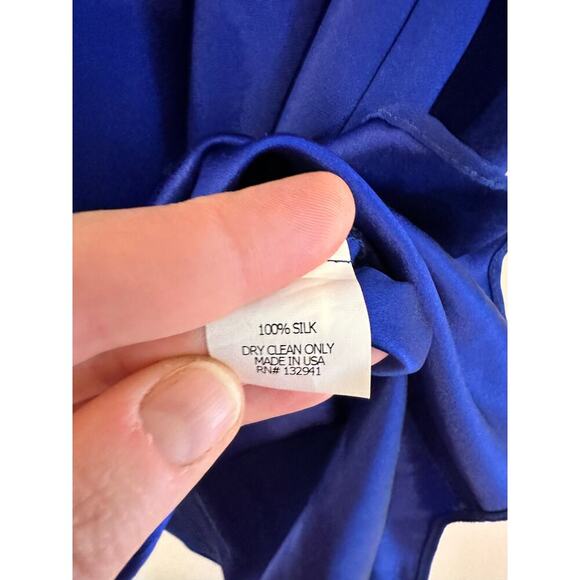 100% SILK
DRY CLEAN ONLY
MADE IN USA
RN# 132941